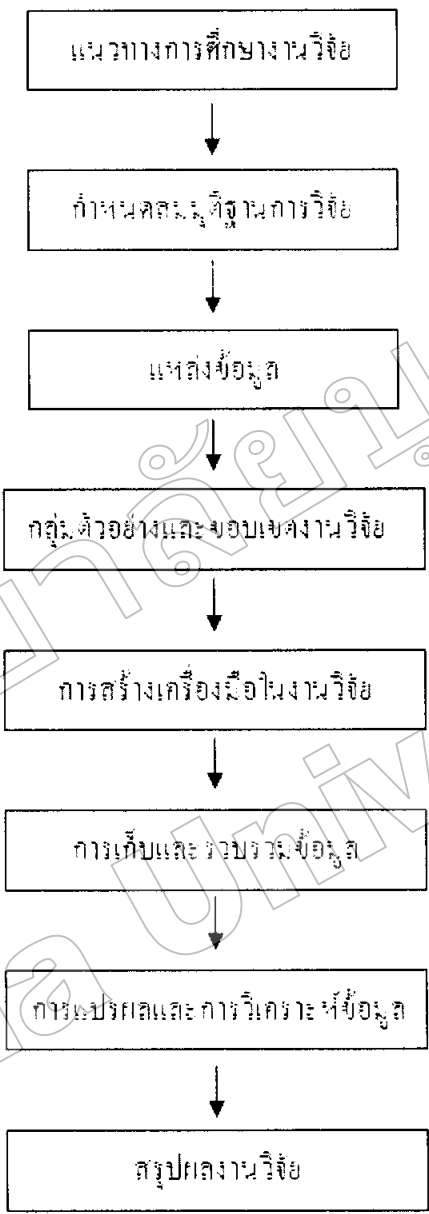 แนวทางการศึกษางานวิจัย
กำหนดสมมุติฐานการวิจัย
แหล่งข้อมูล
กลุ่มตัวอย่างและขอบเขตงานวิจัย
การสร้างเครื่องมือในงานวิจัย
การเก็บและรวบรวมข้อมูล
การแปรผลและการวิเคราะห์ข้อมูล
สรุปผลงานวิจัย